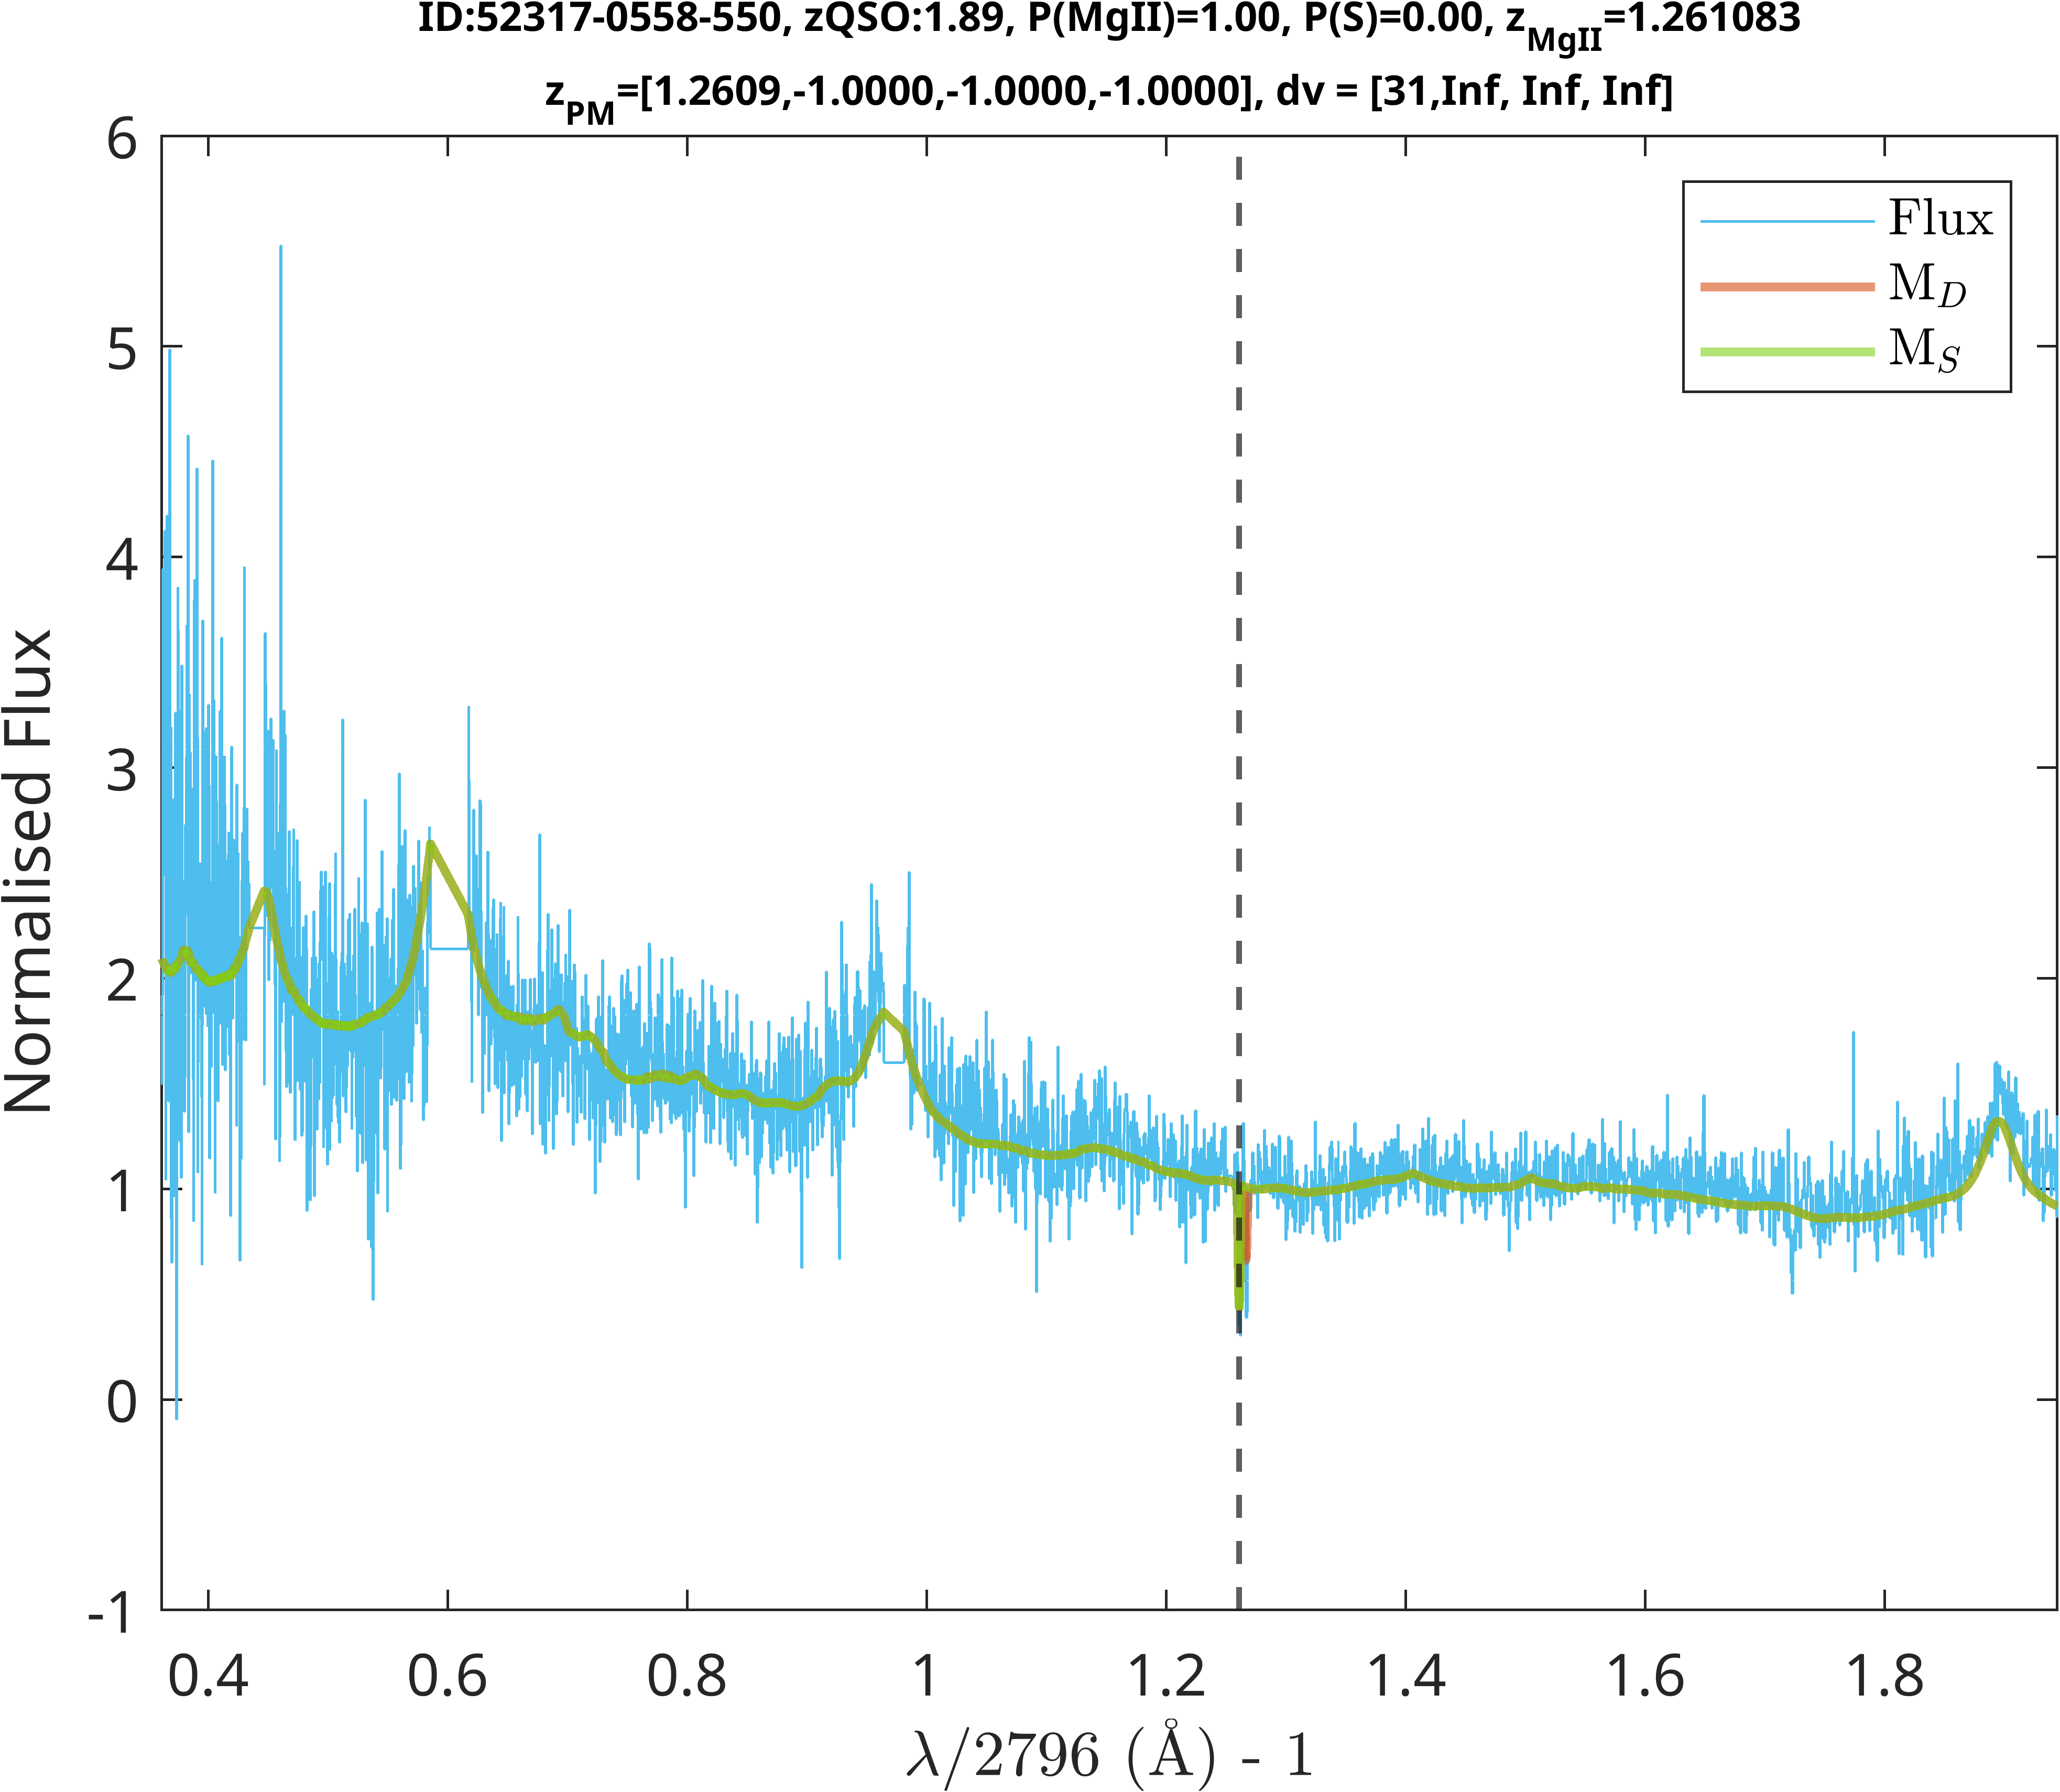 ID:52317-0558-550, zQSO:1.89, P(MgII)=1.00, P(S)=0.00, zMgII=1.261083
zPM=[1.2609,-1.0000,-1.0000,-1.0000], dv = [31,Inf, Inf, Inf]
6
5
4
3
2
1
0
-1
Normalised Flux
Flux
MD
MS
0.4 0.6 0.8 1 1.2 1.4 1.6 1.8
λ/2796 (Å) - 1